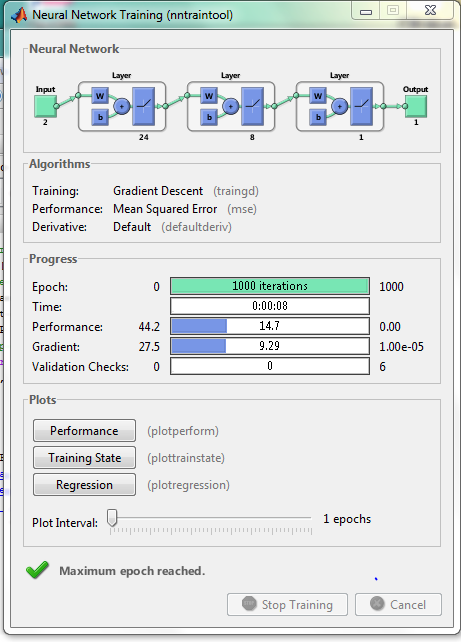 Neural Network Training (nntraintool)
Neural Network
Layer Layer Layer
Input Output
W W W
+ + +
b b b
2 1
24 8 1
Algorithms
Training: Gradient Descent (traingd)
Performance: Mean Squared Error (mse)
Derivative: Default (defaultderiv)
Progress
Epoch: 0 1000 iterations 1000
Time: 0:00:08
Performance: 44.2 14.7 0.00
Gradient: 27.5 9.29 1.00e-05
Validation Checks: 0 0 6
Plots
Performance (plotperform)
Training State (plottrainstate)
Regression (plotregression)
Plot Interval: 1 epochs
Maximum epoch reached.
Stop Training Cancel